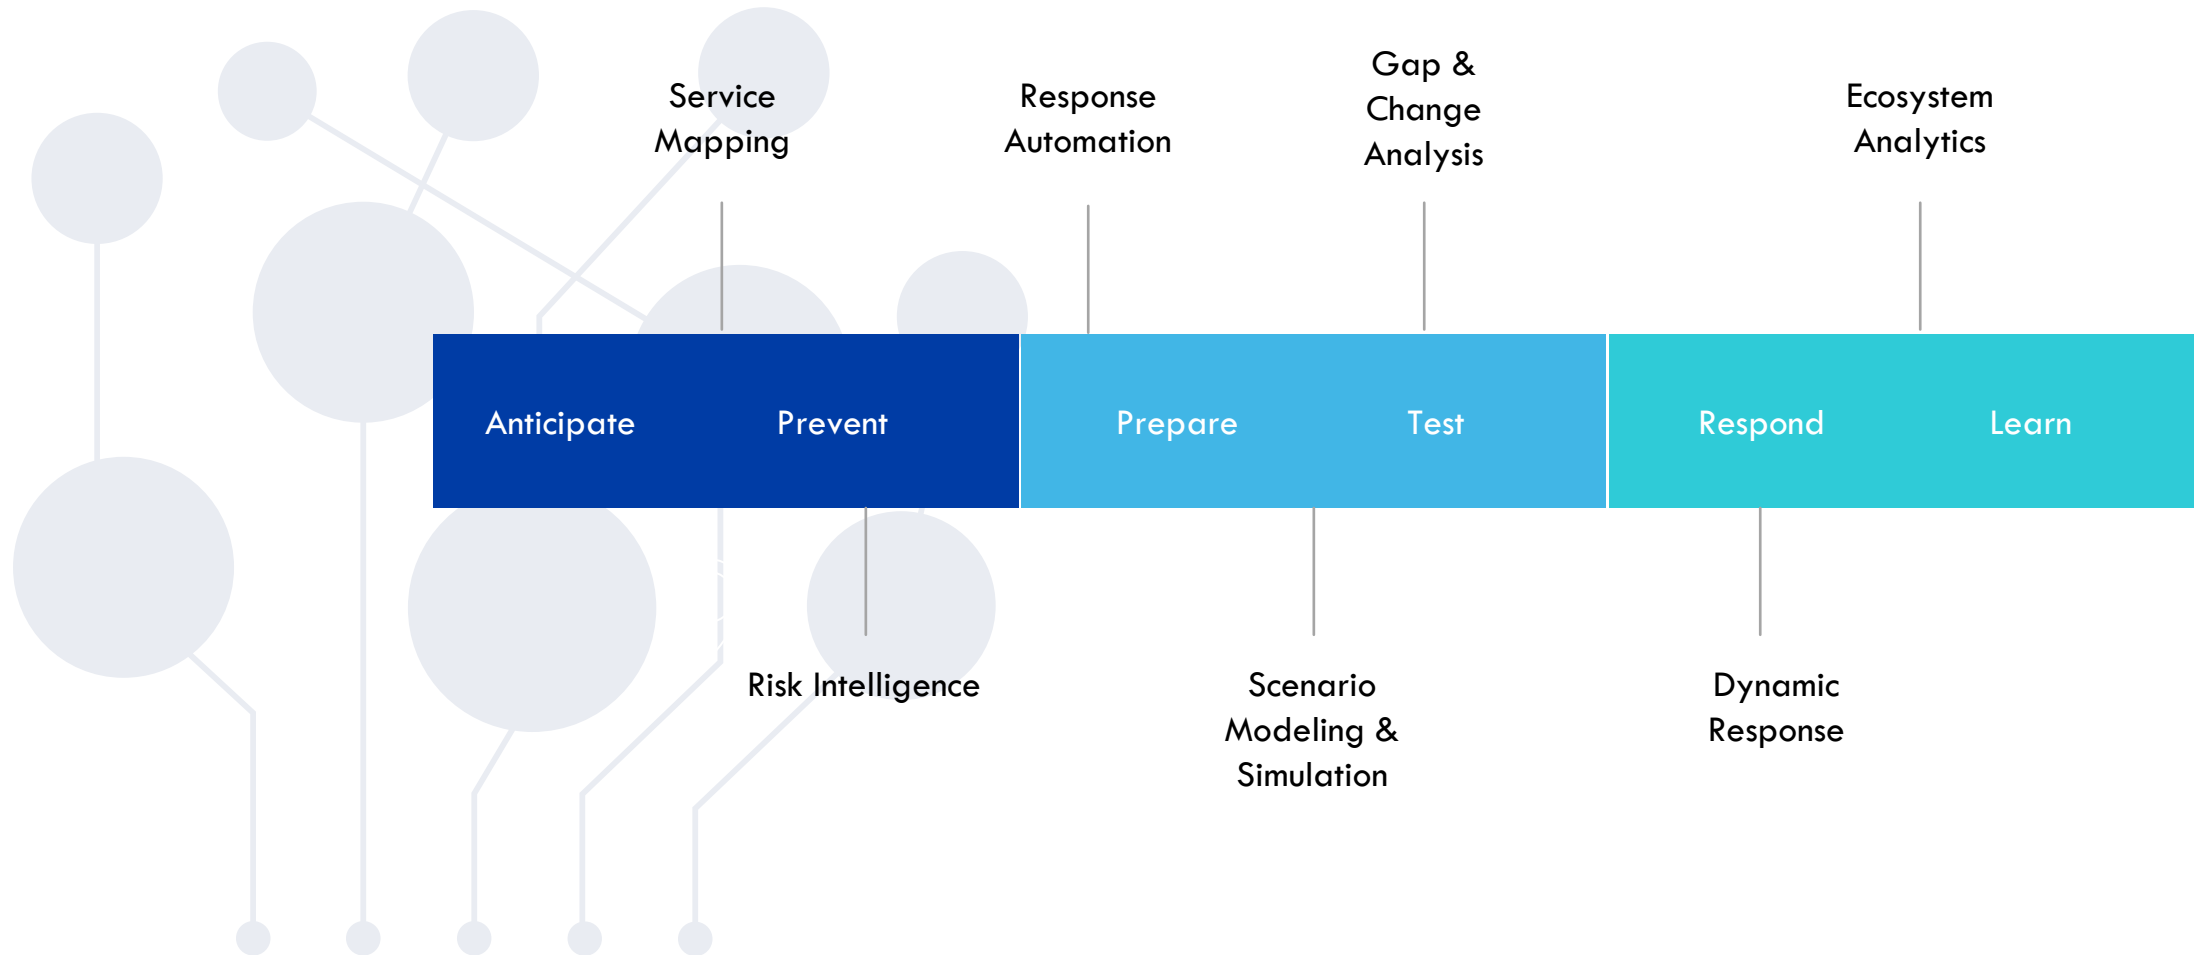 Service
Mapping
Response
Automation
Gap &
Change
Analysis
Ecosystem
Analytics
Anticipate
Prevent
Prepare
Test
Respond
Learn
Risk Intelligence
Scenario
Modeling &
Simulation
Dynamic
Response